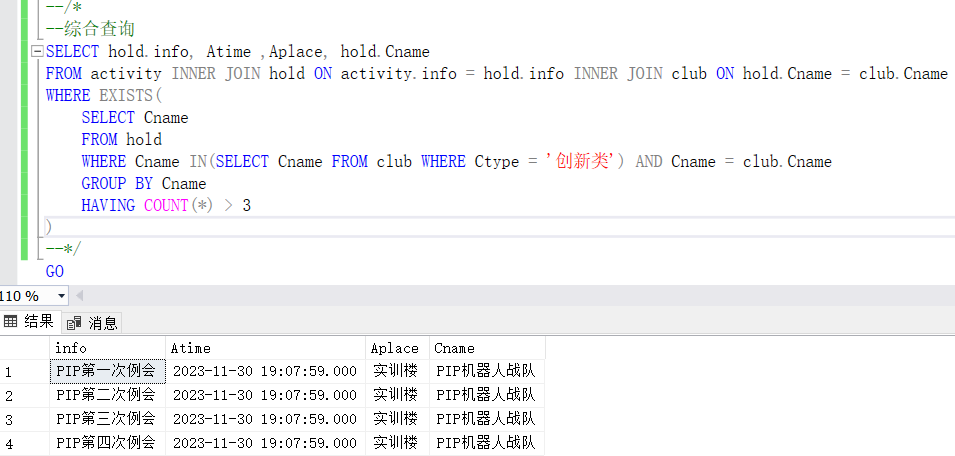 --/*
--综合查询
SELECT hold.info, Atime ,Aplace, hold.Cname
FROM activity INNER JOIN hold ON activity.info = hold.info INNER JOIN club ON hold.Cname = club.Cname
WHERE EXISTS(
SELECT Cname
FROM hold
WHERE Cname IN(SELECT Cname FROM club WHERE Ctype = '创新类') AND Cname = club.Cname
GROUP BY Cname
HAVING COUNT(*) > 3
)
--*/
GO
110 %
结果 消息
info Atime Aplace Cname
1 PIP第一次例会 2023-11-30 19:07:59.000 实训楼 PIP机器人战队
2 PIP第二次例会 2023-11-30 19:07:59.000 实训楼 PIP机器人战队
3 PIP第三次例会 2023-11-30 19:07:59.000 实训楼 PIP机器人战队
4 PIP第四次例会 2023-11-30 19:07:59.000 实训楼 PIP机器人战队